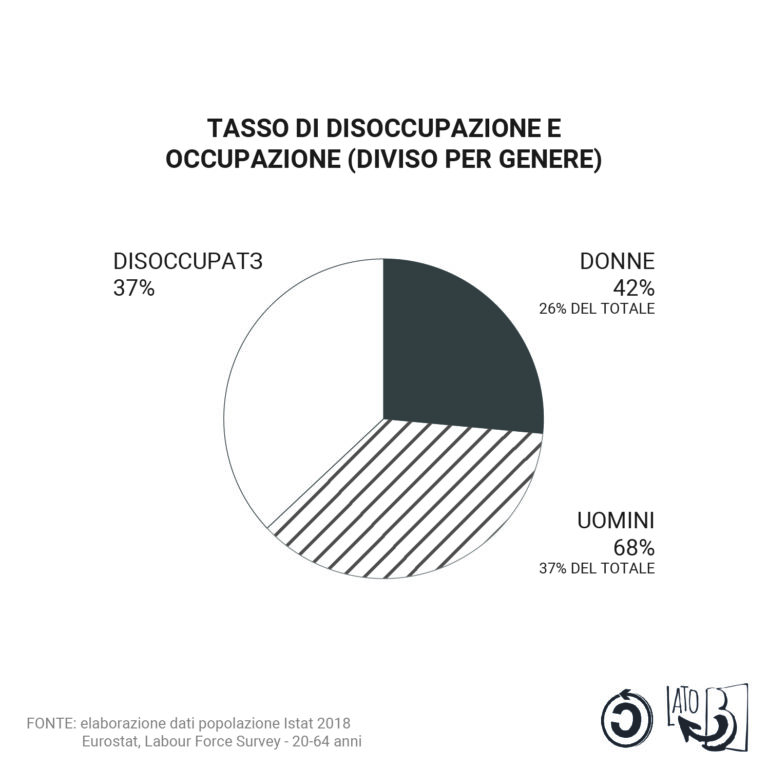 TASSO DI DISOCCUPAZIONE E
OCCUPAZIONE (DIVISO PER GENERE)
DISOCCUPAT3
37%
DONNE
42%
26% DEL TOTALE
UOMINI
68%
37% DEL TOTALE
FONTE: elaborazione dati popolazione Istat 2018
Eurostat, Labour Force Survey - 20-64 anni
LATO B